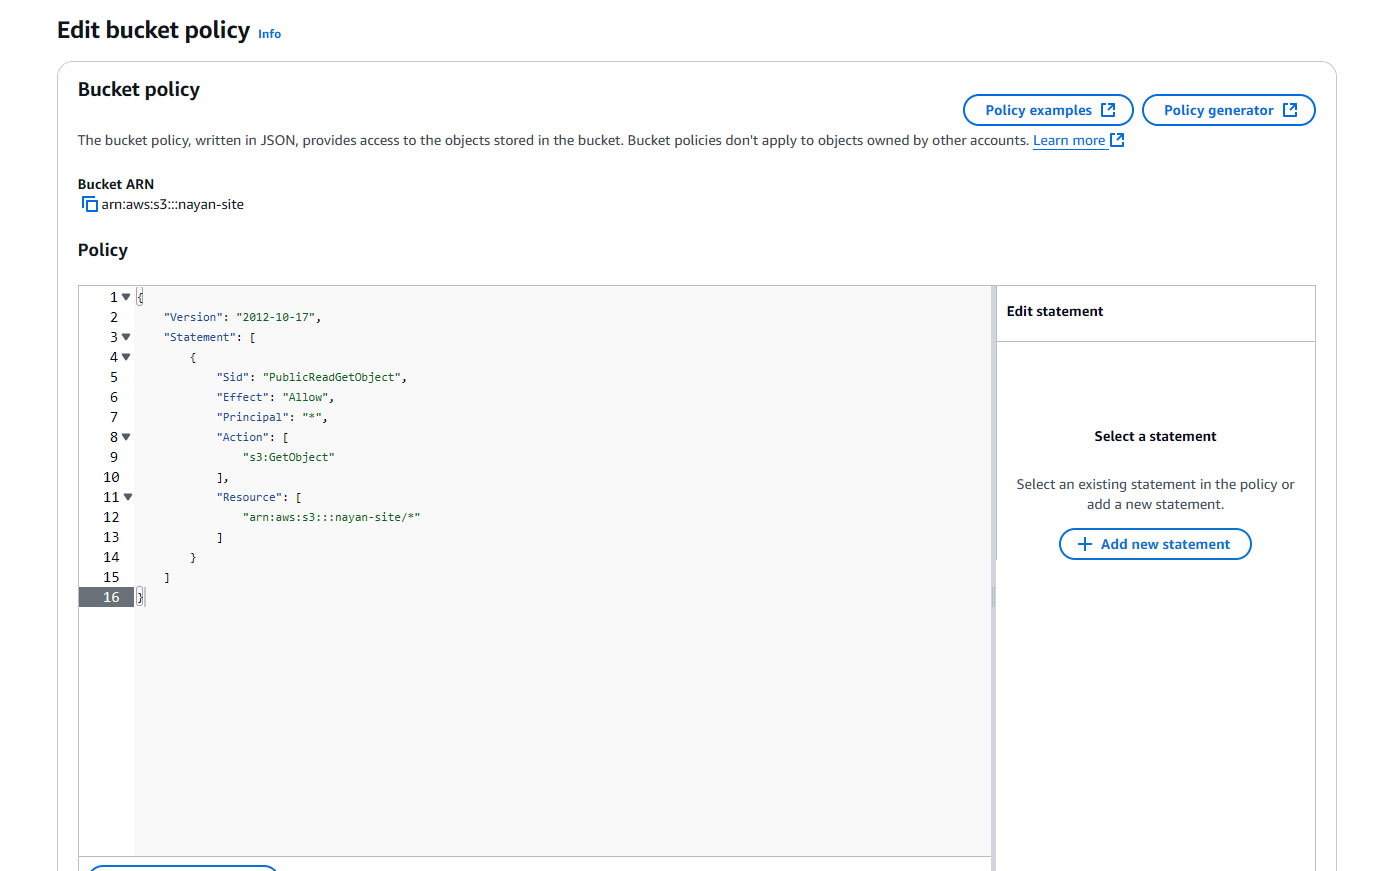 Edit bucket policy Info
Bucket policy
Policy examples
Policy generator
The bucket policy, written in JSON, provides access to the objects stored in the bucket. Bucket policies don't apply to objects owned by other accounts. Learn more
Bucket ARN
arn:aws:s3:::nayan-site
Policy
1 {
2 "Version": "2012-10-17",
3 "Statement": [
4 {
5 "Sid": "PublicReadGetObject",
6 "Effect": "Allow",
7 "Principal": "*",
8 "Action": [
9 "s3:GetObject"
10 ],
11 "Resource": [
12 "arn:aws:s3:::nayan-site/*"
13 ]
14 }
15 ]
16 }
Edit statement
Select a statement
Select an existing statement in the policy or
add a new statement.
+ Add new statement